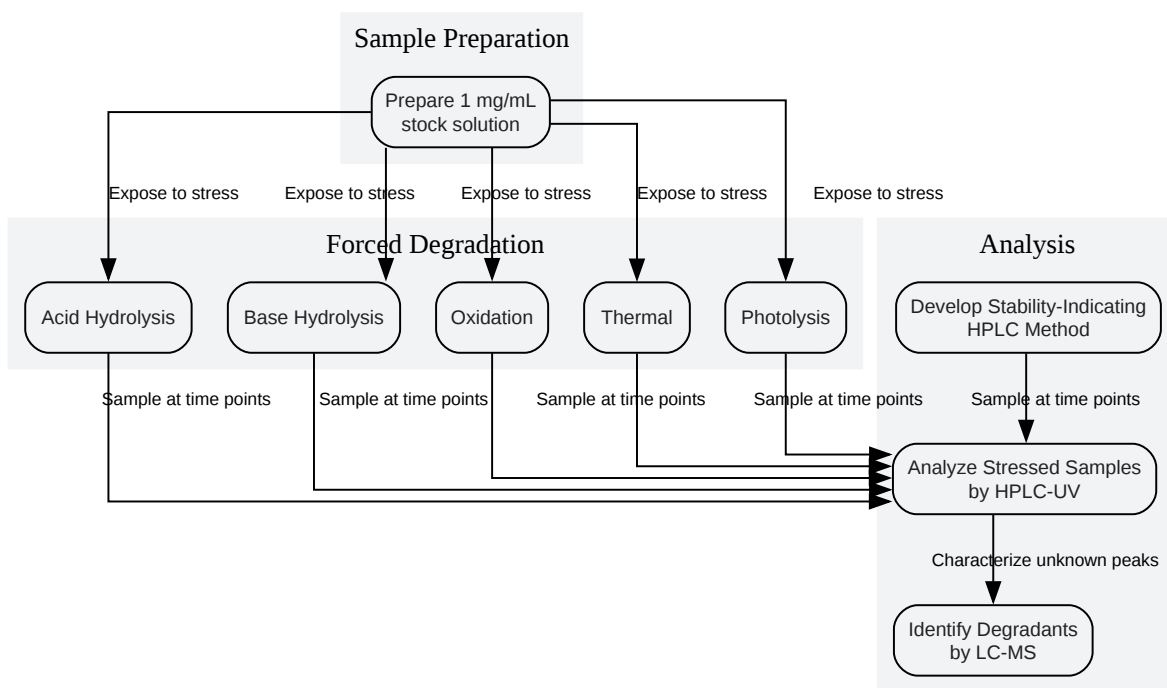 Sample Preparation
Prepare 1 mg/mL
stock solution
Expose to stress
Expose to stress
Expose to stress
Expose to stress
Expose to stress
Forced Degradation
Analysis
Acid Hydrolysis
Base Hydrolysis
Oxidation
Thermal
Photolysis
Develop Stability-Indicating
HPLC Method
Sample at time points
Sample at time points
Sample at time points
Sample at time points
Sample at time points
Analyze Stressed Samples
by HPLC-UV
Characterize unknown peaks
Identify Degradants
by LC-MS